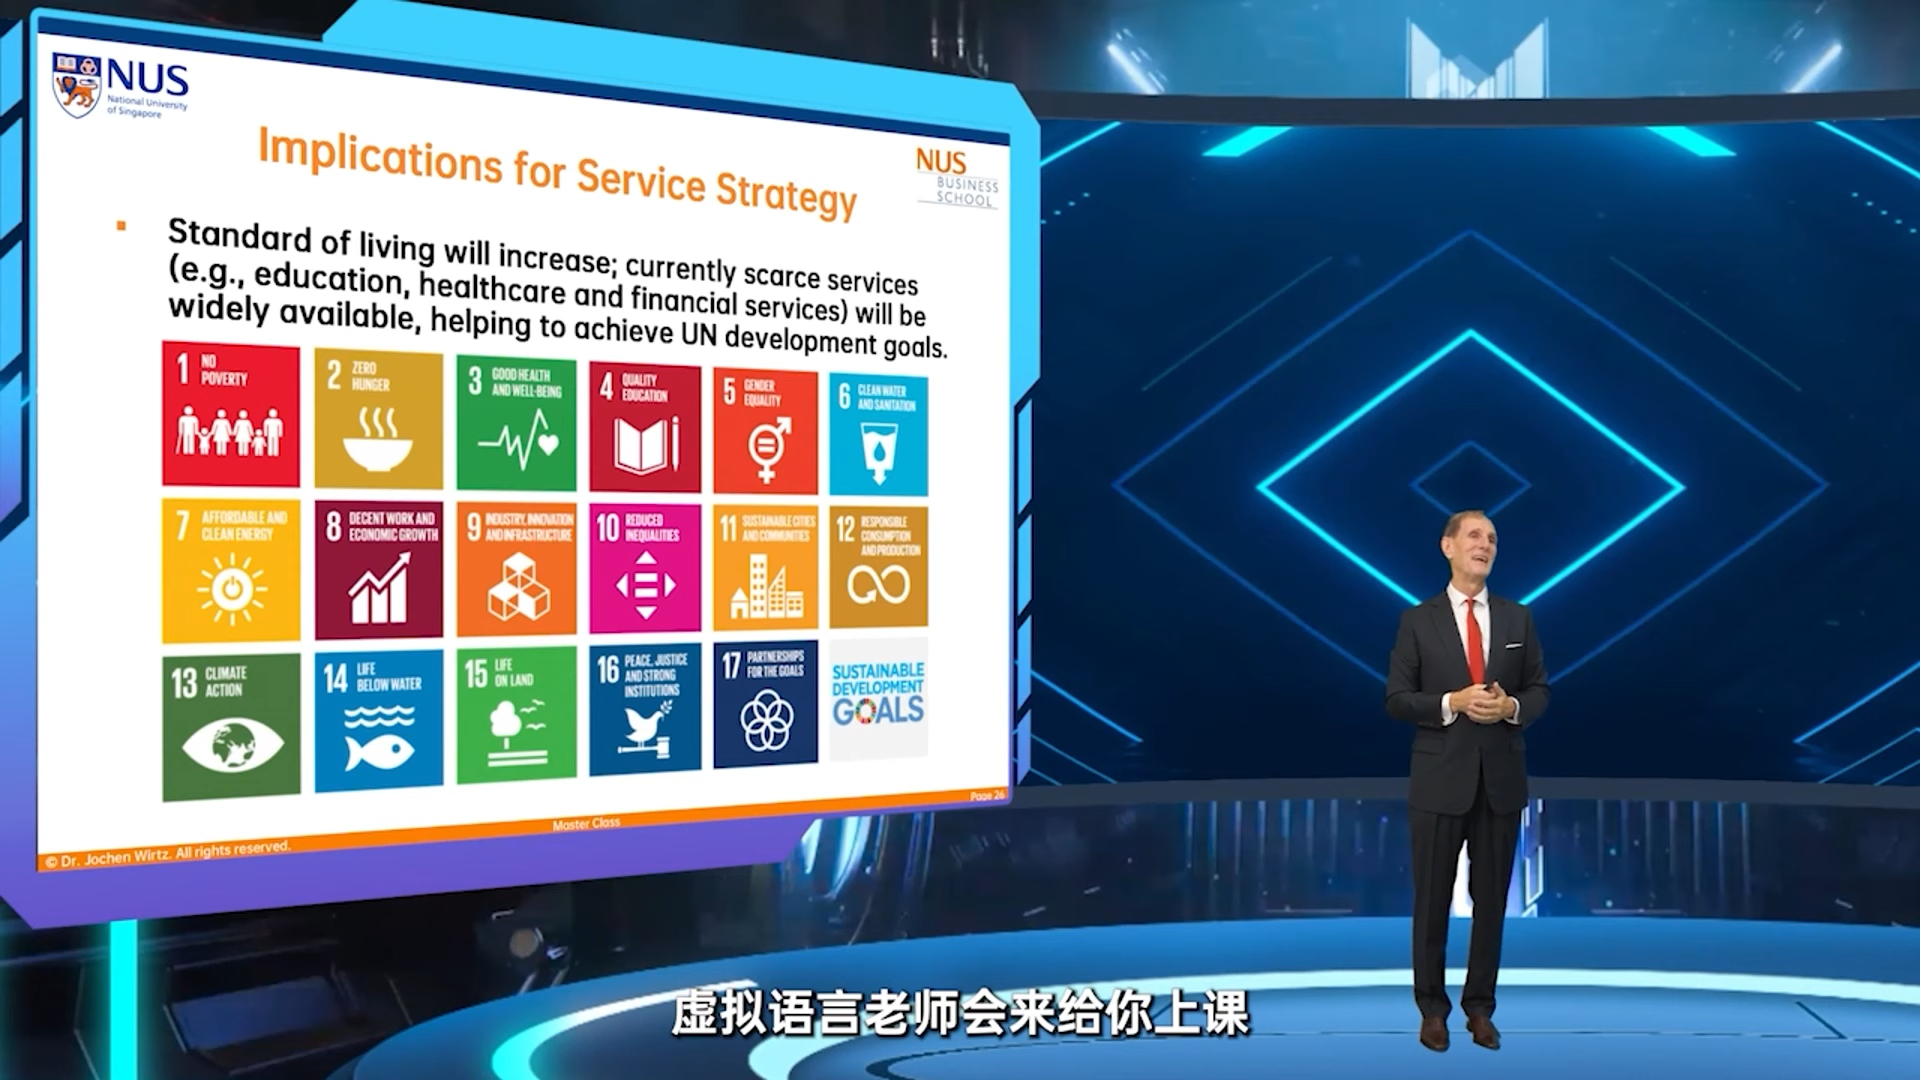 NUS
National University
of Singapore
Implications for Service Strategy
NUS
BUSINESS
SCHOOL
Standard of living will increase; currently scarce services
(e.g., education, healthcare and financial services) will be
widely available, helping to achieve UN development goals.
1 NO
POVERTY
2 ZERO
HUNGER
3 GOOD HEALTH
AND WELL-BEING
4 QUALITY
EDUCATION
5 GENDER
EQUALITY
6 CLEAN WATER
AND SANITATION
7 AFFORDABLE AND
CLEAN ENERGY
8 DECENT WORK AND
ECONOMIC GROWTH
9 INDUSTRY, INNOVATION
AND INFRASTRUCTURE
10 REDUCED
INEQUALITIES
11 SUSTAINABLE CITIES
AND COMMUNITIES
12 RESPONSIBLE
CONSUMPTION
AND PRODUCTION
13 CLIMATE
ACTION
14 LIFE
BELOW WATER
15 LIFE
ON LAND
16 PEACE, JUSTICE
AND STRONG
INSTITUTIONS
17 PARTNERSHIPS
FOR THE GOALS
SUSTAINABLE
DEVELOPMENT
GOALS
© Dr. Jochen Wirtz. All rights reserved.
Master Class
Page 26
虚拟语言老师会来给你上课